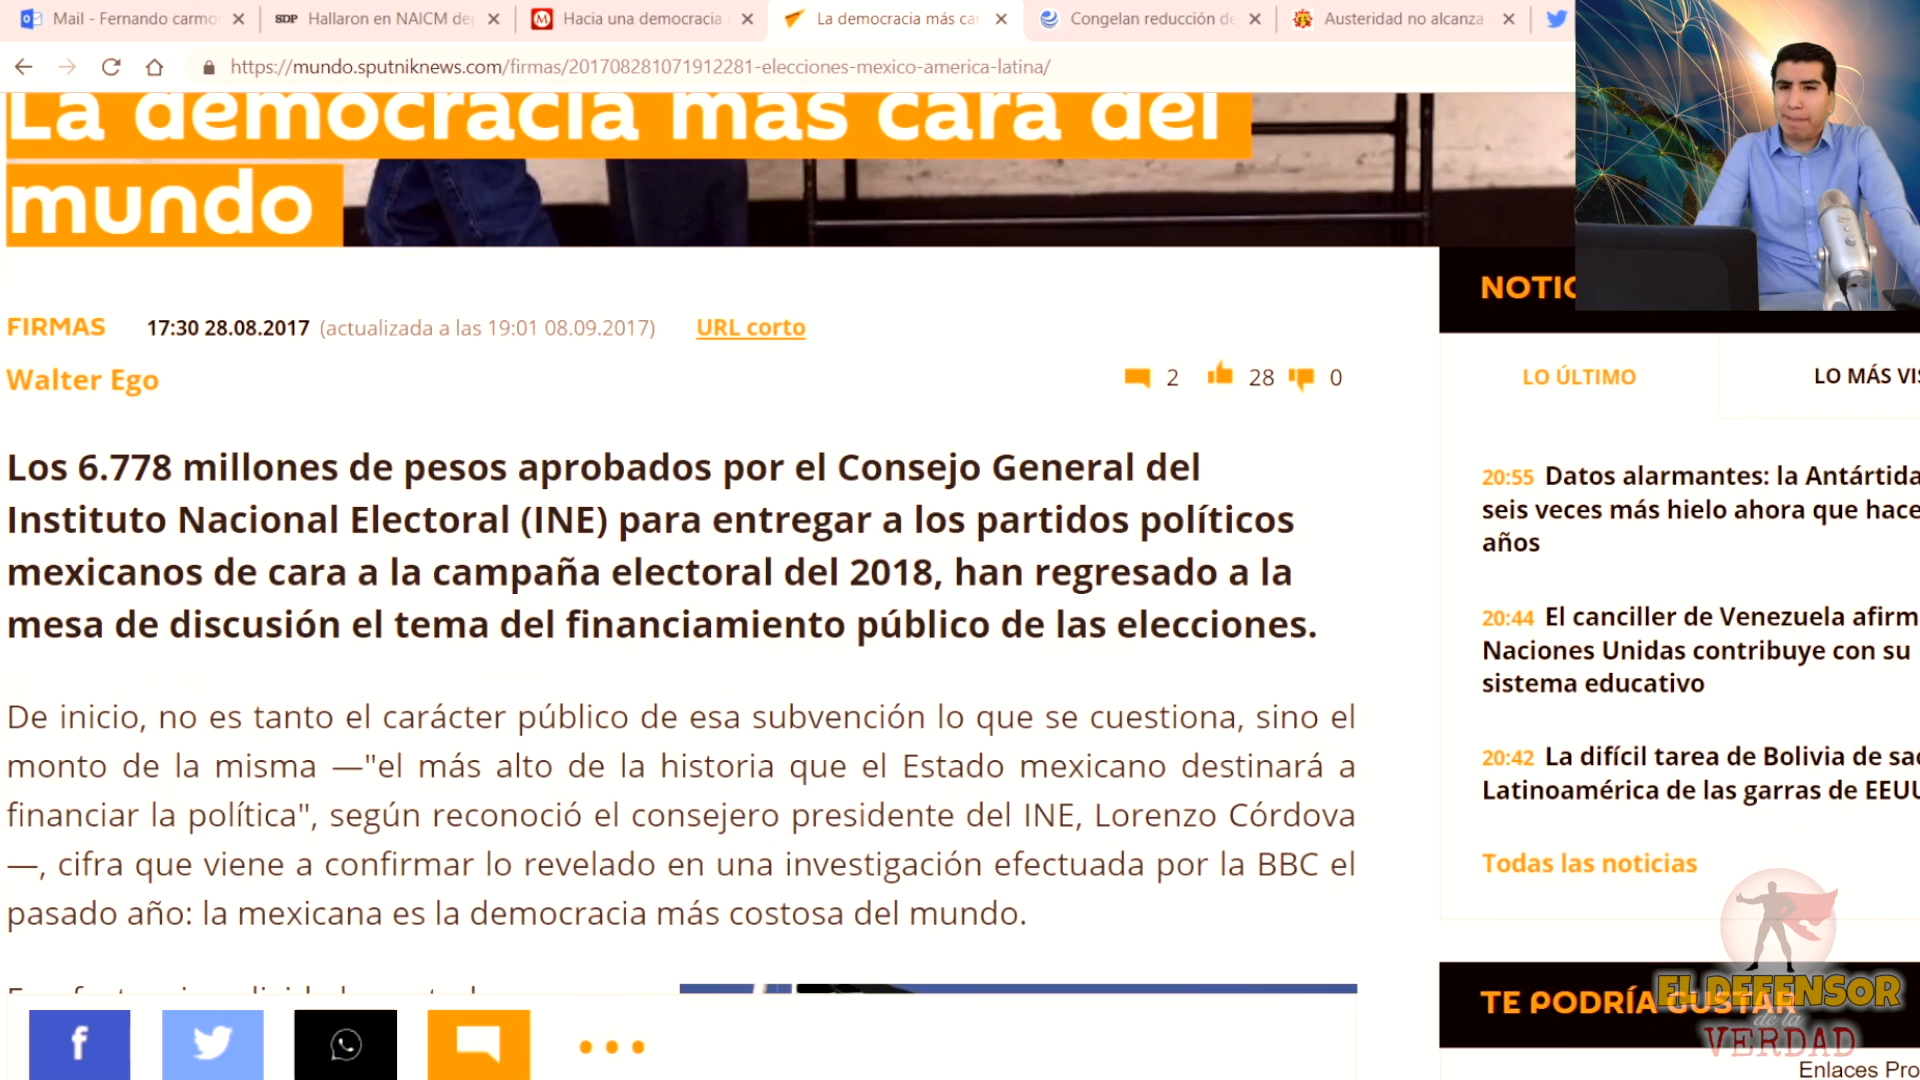 Mail - Fernando carmo
SDP Hallaron en NAICM de
Hacia una democracia
La democracia más car
Congelan reducción de
Austeridad no alcanza
https://mundo.sputniknews.com/firmas/201708281071912281-elecciones-mexico-america-latina/
La democracia más cara del
mundo
FIRMAS 17:30 28.08.2017 (actualizada a las 19:01 08.09.2017) URL corto
Walter Ego
2 28 0
Los 6.778 millones de pesos aprobados por el Consejo General del
Instituto Nacional Electoral (INE) para entregar a los partidos políticos
mexicanos de cara a la campaña electoral del 2018, han regresado a la
mesa de discusión el tema del financiamiento público de las elecciones.
De inicio, no es tanto el carácter público de esa subvención lo que se cuestiona, sino el
monto de la misma —"el más alto de la historia que el Estado mexicano destinará a
financiar la política", según reconoció el consejero presidente del INE, Lorenzo Córdova
—, cifra que viene a confirmar lo revelado en una investigación efectuada por la BBC el
pasado año: la mexicana es la democracia más costosa del mundo.
NOTIC
LO ÚLTIMO
LO MÁS VIS
20:55 Datos alarmantes: la Antártida
seis veces más hielo ahora que hace
años
20:44 El canciller de Venezuela afirm
Naciones Unidas contribuye con su
sistema educativo
20:42 La difícil tarea de Bolivia de sac
Latinoamérica de las garras de EEUU
Todas las noticias
TE PODRÍA GUSTAR
EL DEFENSOR
de la
VERDAD
Enlaces Pro